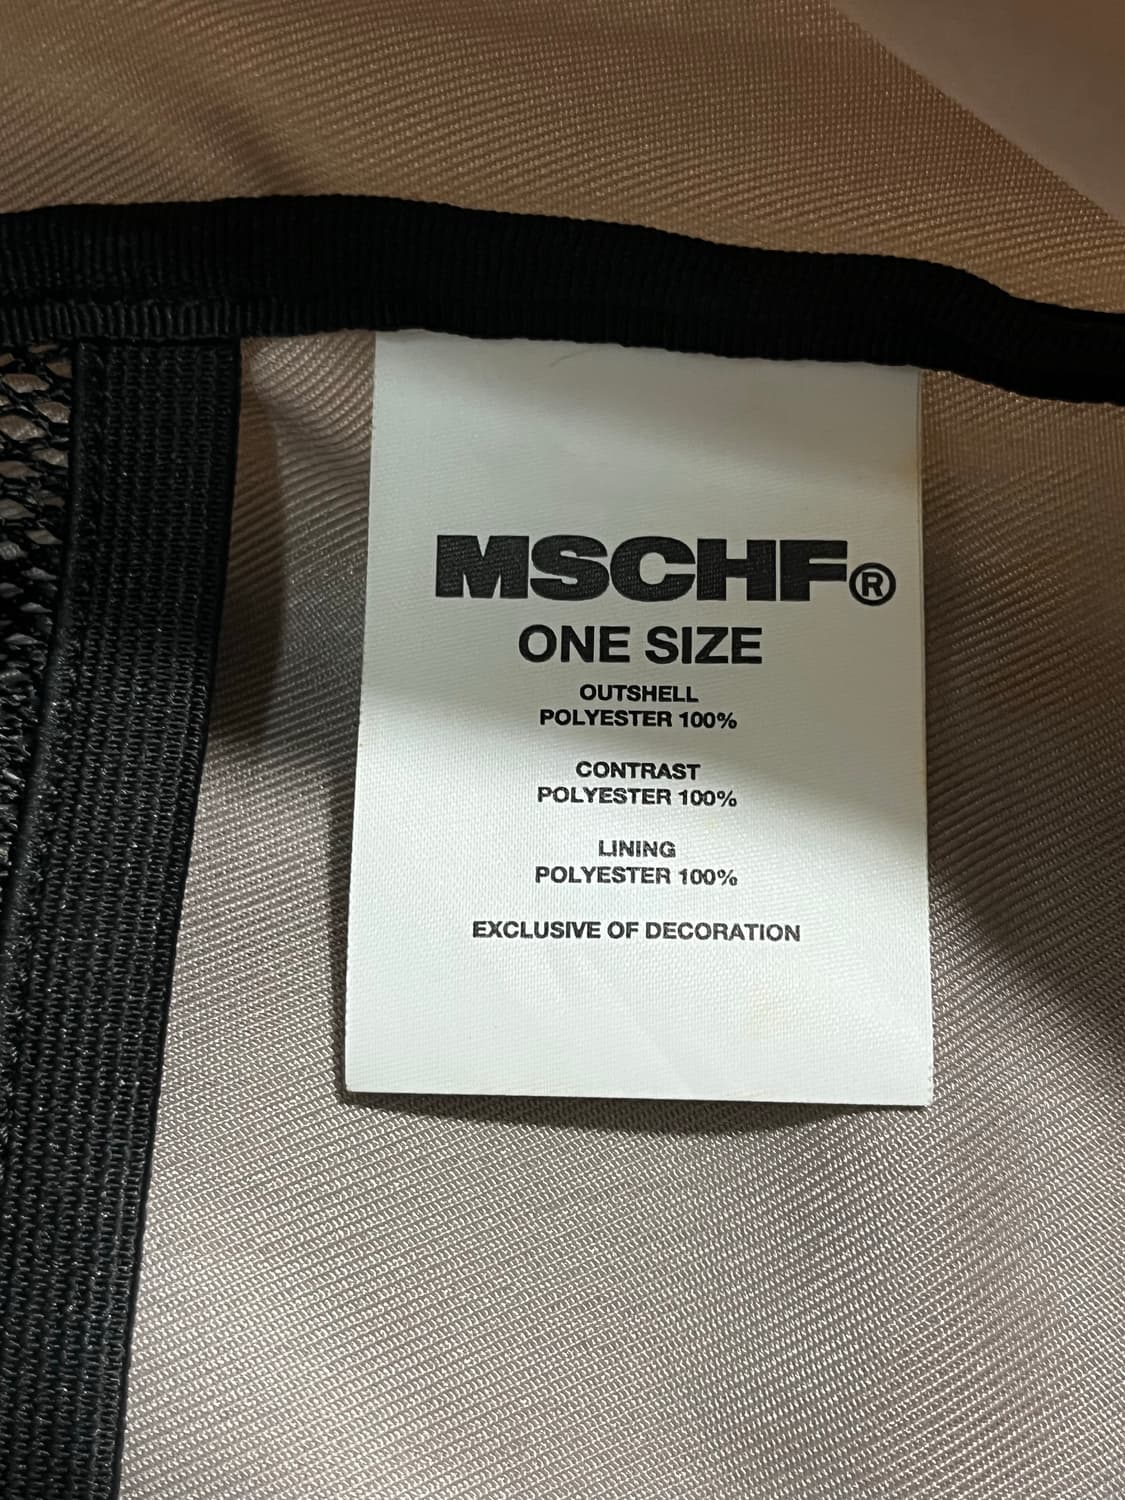 MSCHF®
ONE SIZE
OUTSHELL
POLYESTER 100%
CONTRAST
POLYESTER 100%
LINING
POLYESTER 100%
EXCLUSIVE OF DECORATION